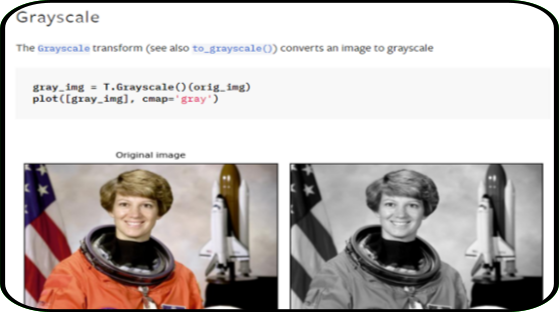 Grayscale
The Grayscale transform (see also to_grayscale()) converts an image to grayscale
gray_img = T.Grayscale()(orig_img)
plot([gray_img], cmap='gray')
Original image